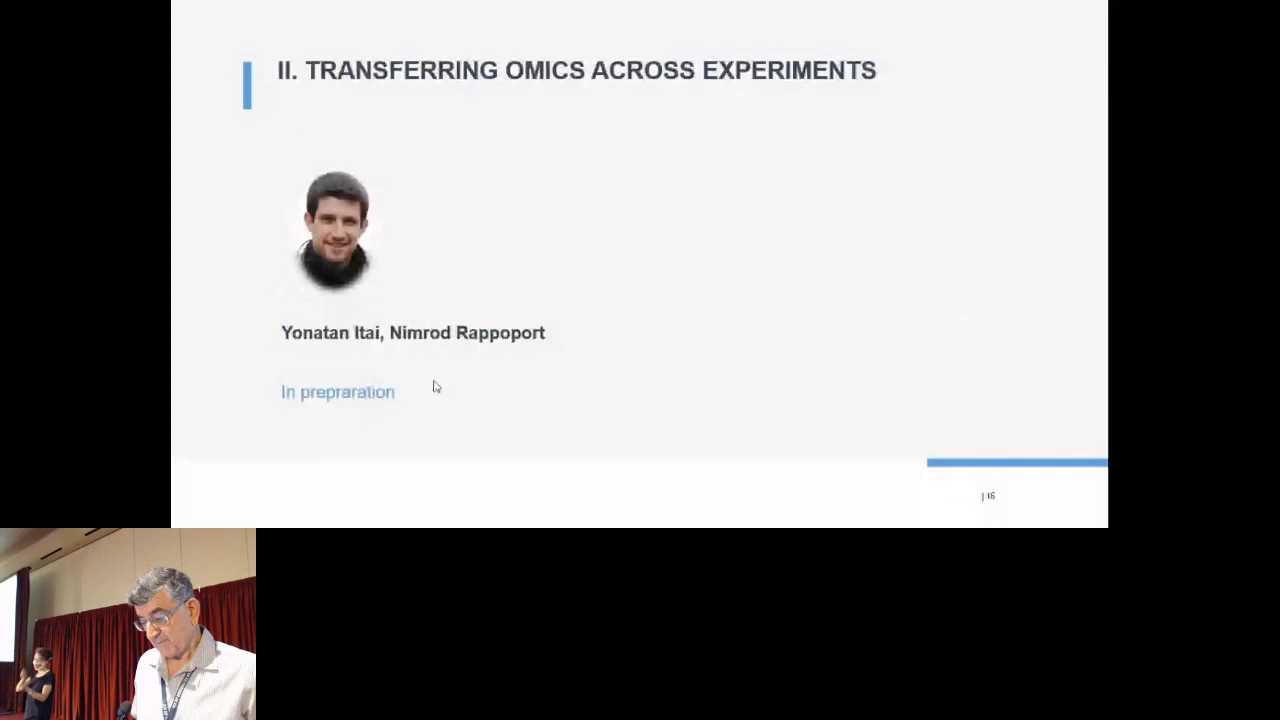 II. TRANSFERRING OMICS ACROSS EXPERIMENTS
Yonatan Itai, Nimrod Rappoport
In prepraration
| 16